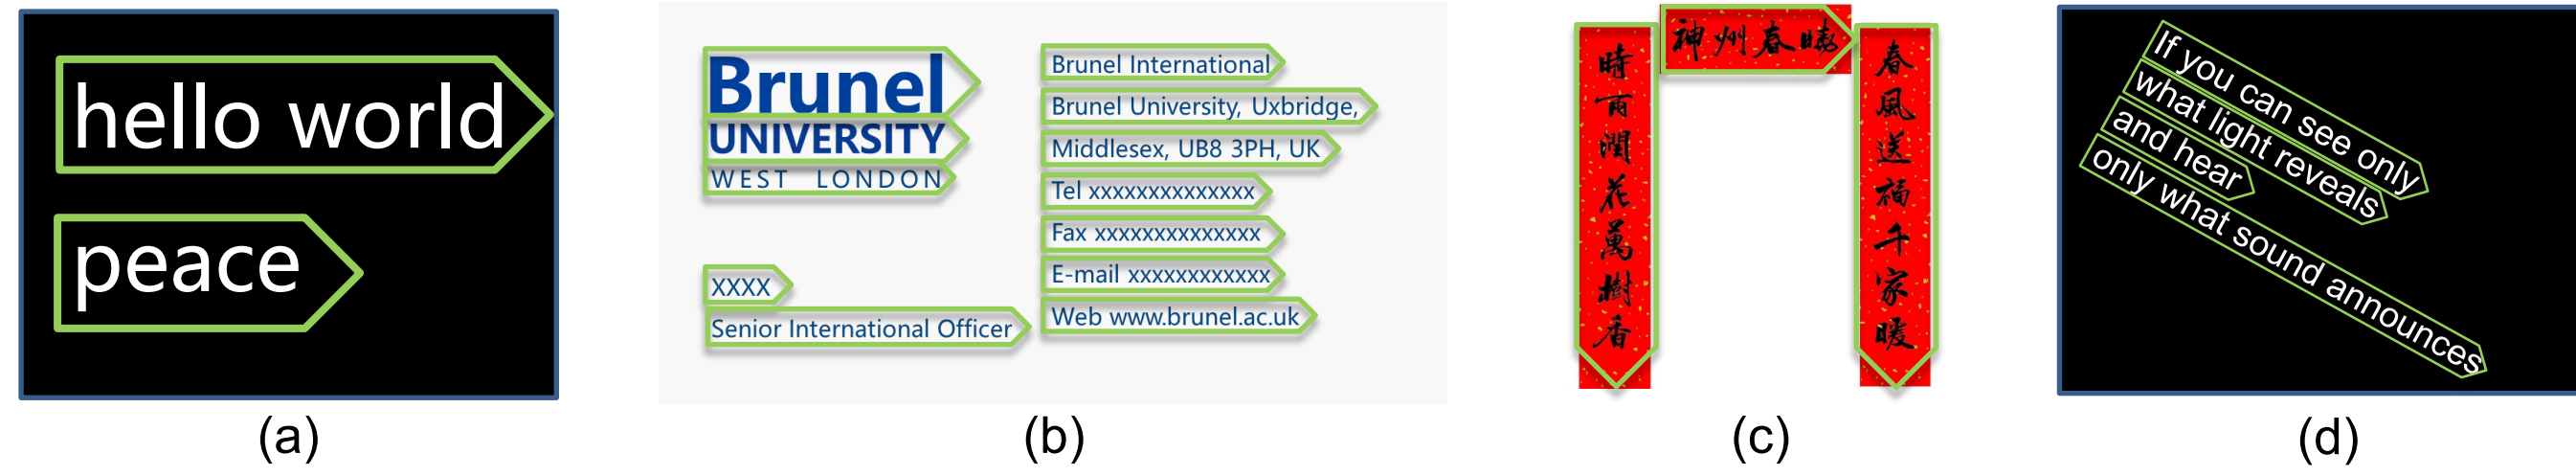 hello world
peace
(a)
Brunel
UNIVERSITY
WEST LONDON
XXXX
Senior International Officer
Brunel International
Brunel University, Uxbridge,
Middlesex, UB8 3PH, UK
Tel xxxxxxxxxxxxxx
Fax xxxxxxxxxxxxxx
E-mail xxxxxxxxxxxx
Web www.brunel.ac.uk
(b)
神州春曉
春風送福千家暖
時雨潤花萬樹香
(c)
If you can see only
what light reveals
and hear
only what sound announces
(d)